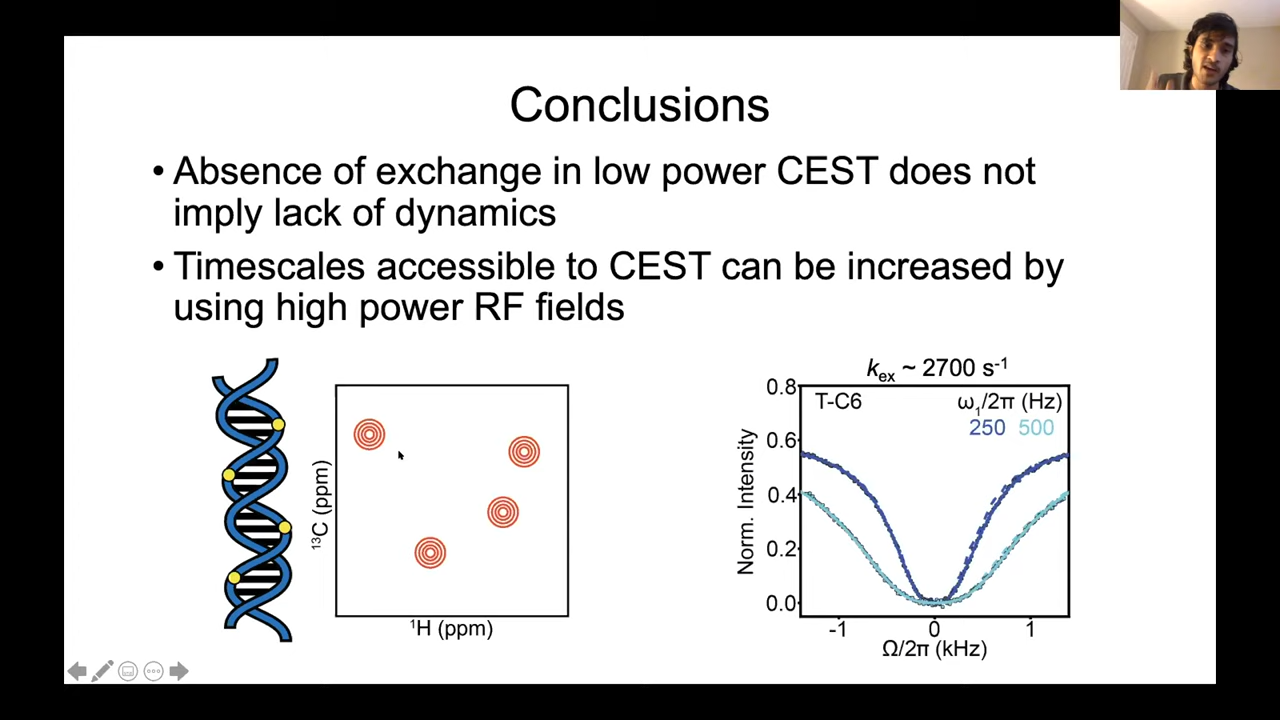 Conclusions
• Absence of exchange in low power CEST does not
imply lack of dynamics
• Timescales accessible to CEST can be increased by
using high power RF fields
¹³C (ppm)
¹H (ppm)
kₑₓ ~ 2700 s⁻¹
T-C6
ω₁/2π (Hz)
250 500
Norm. Intensity
0.8
0.6
0.4
0.2
0.0
-1 0 1
Ω/2π (kHz)